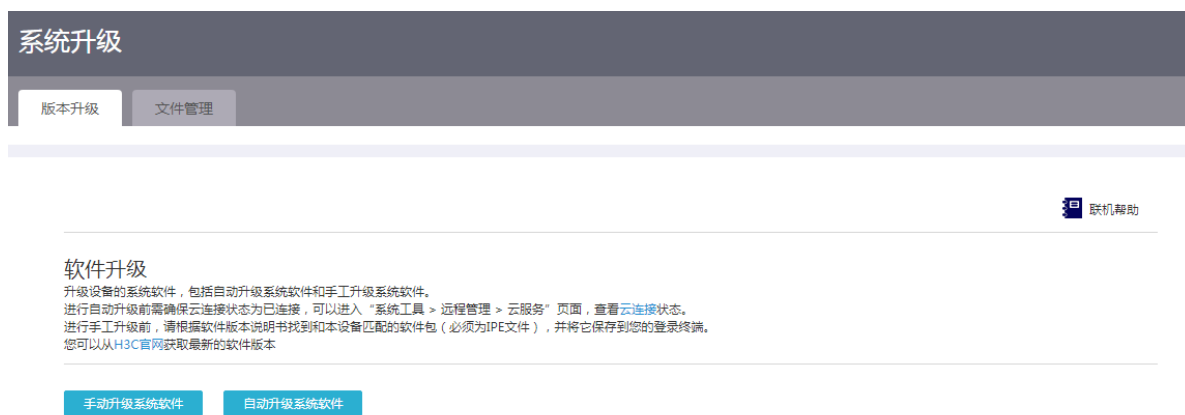 系统升级
版本升级
文件管理
联机帮助
软件升级
升级设备的系统软件，包括自动升级系统软件和手工升级系统软件。
进行自动升级前需确保云连接状态为已连接，可以进入“系统工具 > 远程管理 > 云服务”页面，查看云连接状态。
进行手工升级前，请根据软件版本说明书找到和本设备匹配的软件包（必须为IPE文件），并将它保存到您的登录终端。
您可以从H3C官网获取最新的软件版本
手动升级系统软件
自动升级系统软件